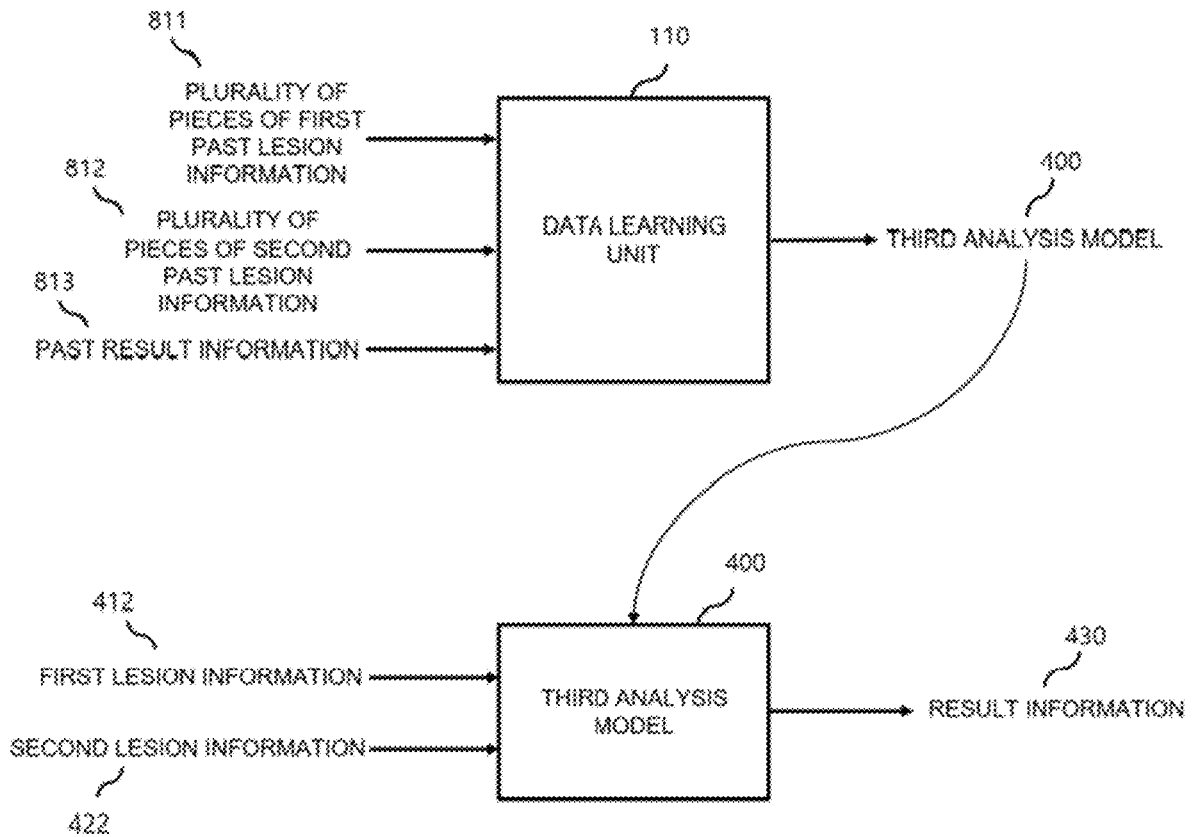 811
PLURALITY OF
PIECES OF FIRST
PAST LESION
INFORMATION
812
PLURALITY OF
PIECES OF SECOND
PAST LESION
INFORMATION
813
PAST RESULT INFORMATION
110
DATA LEARNING
UNIT
400
THIRD ANALYSIS MODEL
412
FIRST LESION INFORMATION
SECOND LESION INFORMATION
422
400
THIRD ANALYSIS
MODEL
430
RESULT INFORMATION